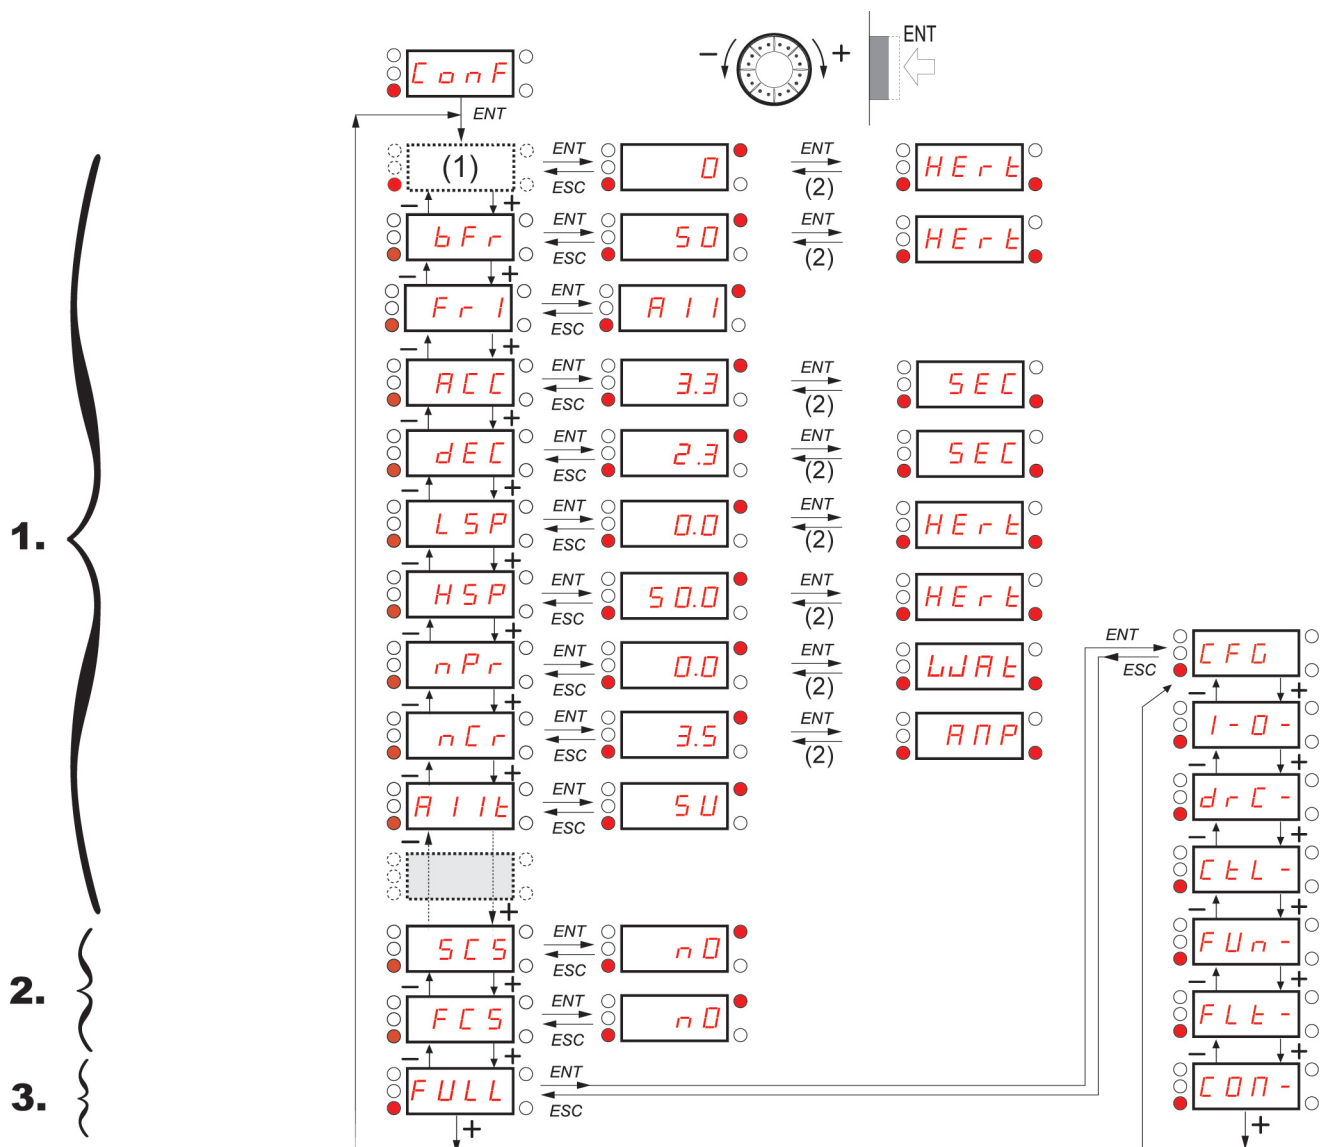 ConF
− + ENT
ENT
(1) ENT ESC 0 ENT (2) HErt
− +
bFr ENT ESC 50 ENT (2) HErt
− +
Fr1 ENT ESC A11
− +
ACC ENT ESC 3.3 ENT (2) SEC
− +
dEC ENT ESC 2.3 ENT (2) SEC
− +
1. LSP ENT ESC 0.0 ENT (2) HErt
− +
HSP ENT ESC 50.0 ENT (2) HErt
− +
nPr ENT ESC 0.0 ENT (2) WAt
− +
nCr ENT ESC 3.5 ENT (2) AMP
− +
A11t ENT ESC 5U
−
+
SCS ENT ESC nO
− +
2. FCS ENT ESC nO
− +
3. FULL ENT ESC
+
ENT ESC CFG
− +
I-O-
− +
drC-
− +
CtL-
− +
FUn-
− +
FLt-
− +
COM-
+